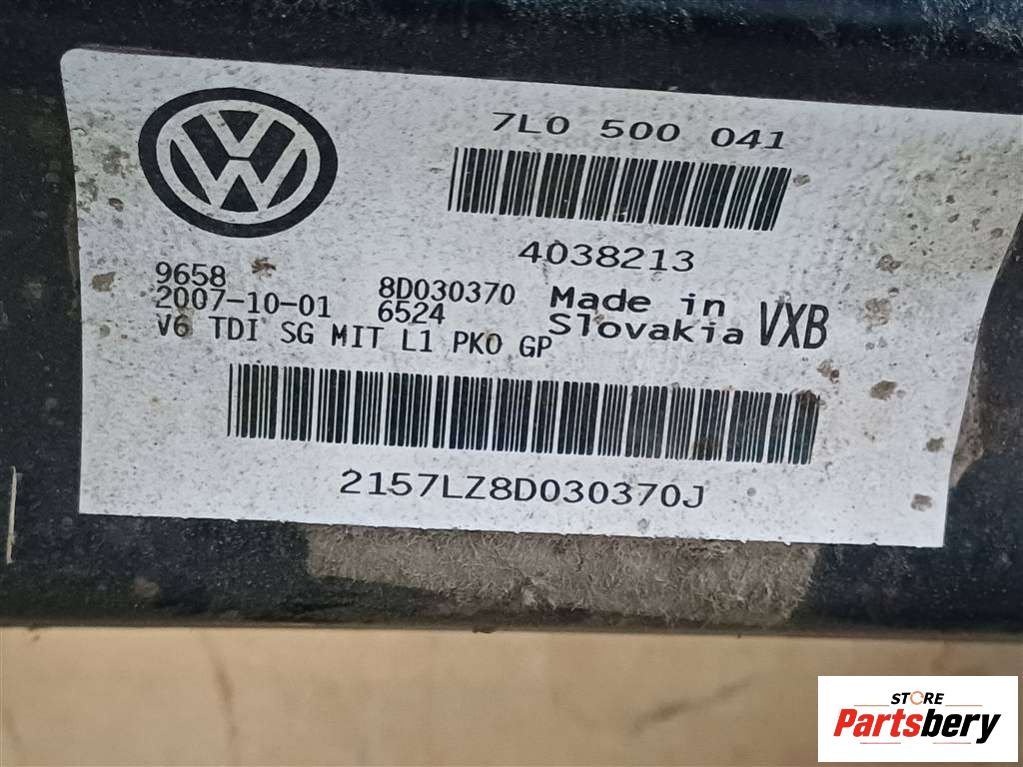 7L0 500 041
4038213
9658
2007-10-01
8D030370
6524
Made in
Slovakia
VXB
V6 TDI SG MIT L1 PKO GP
2157LZ8D030370J
STORE
Partsbery